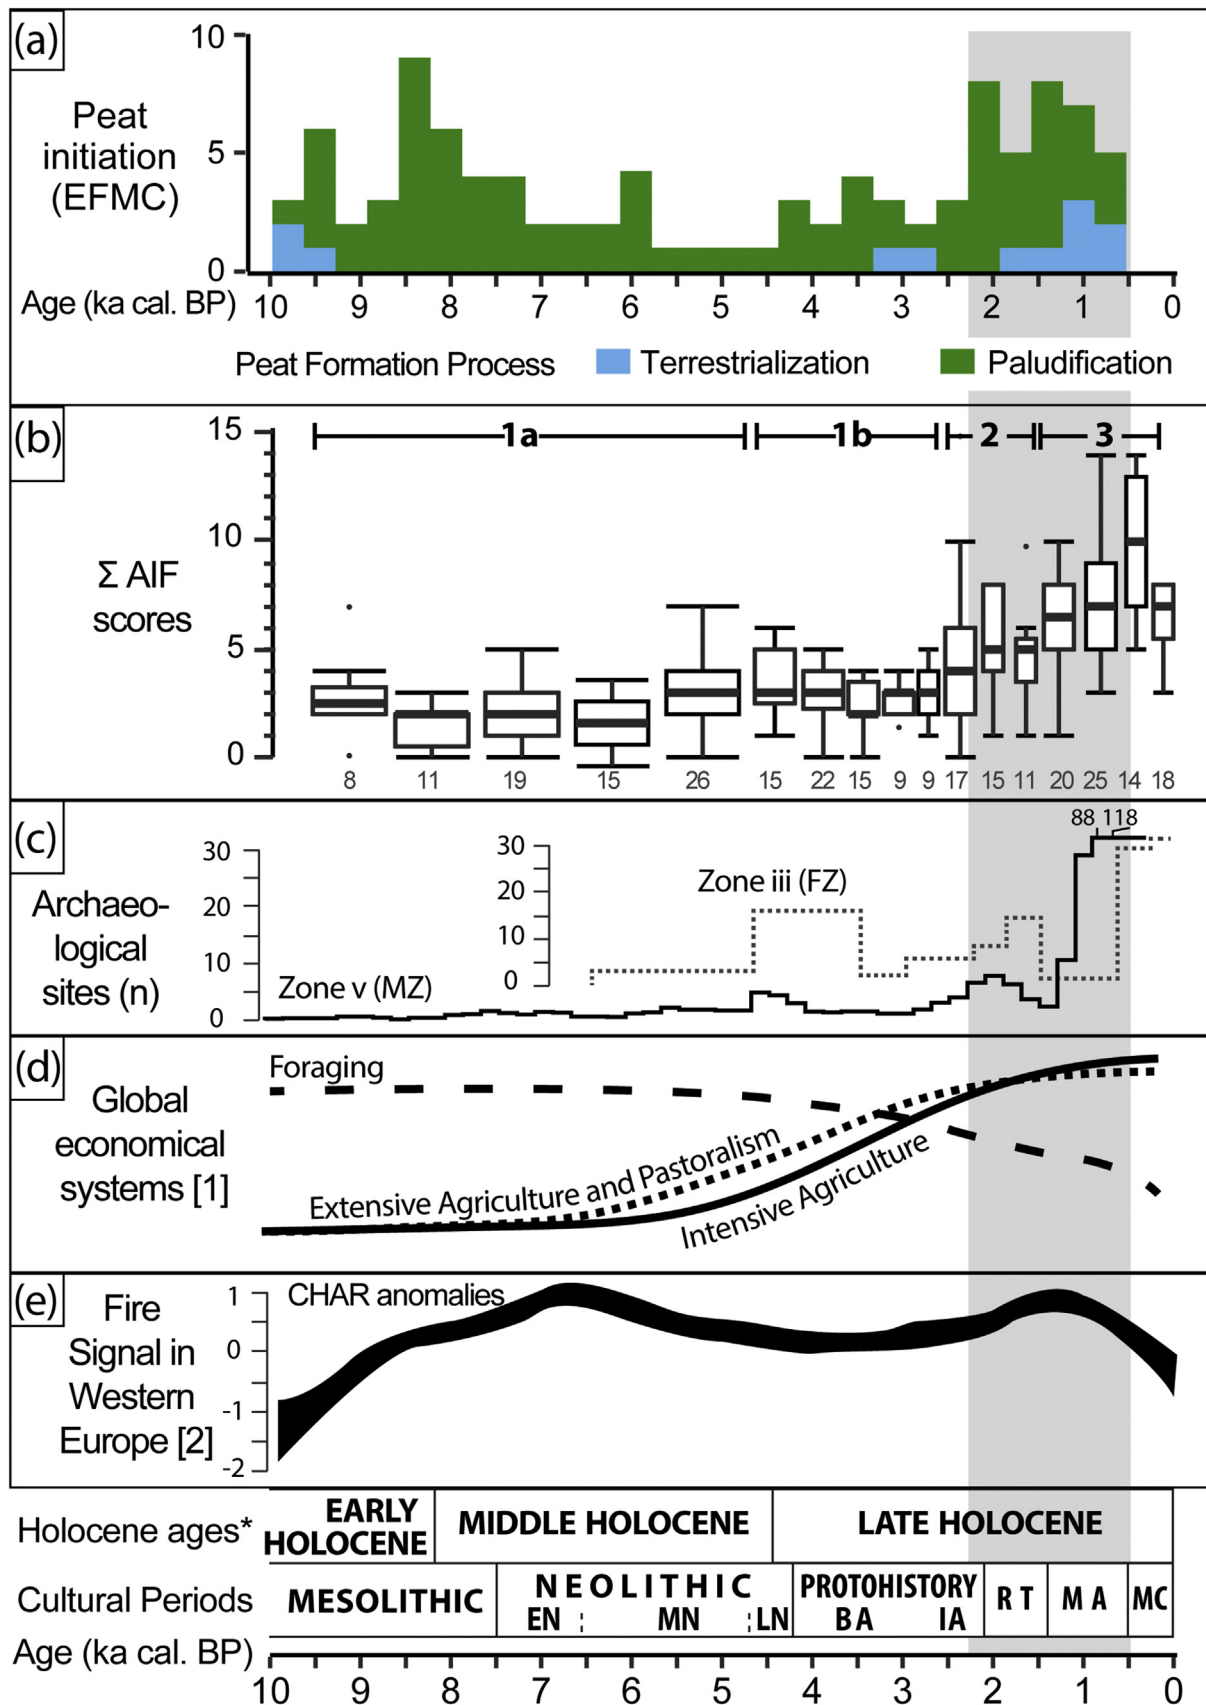 (a)
10
5
0
Peat
initiation
(EFMC)
10 9 8 7 6 5 4 3 2 1 0
Age (ka cal. BP)
Peat Formation Process Terrestrialization Paludification
(b)
15
10
5
0
Σ AIF
scores
1a 1b 2 3
8 11 19 15 26 15 22 15 9 9 17 15 11 20 25 14 18
(c)
88 118
30
20
10
0
30
20
10
0
Archaeo-
logical
sites (n)
Zone iii (FZ)
Zone v (MZ)
(d)
Foraging
Global
economical
systems [1]
Extensive Agriculture and Pastoralism
Intensive Agriculture
(e)
Fire
Signal in
Western
Europe [2]
CHAR anomalies
1
0
-1
-2
Holocene ages*
EARLY
HOLOCENE
MIDDLE HOLOCENE
LATE HOLOCENE
Cultural Periods
MESOLITHIC
NEOLITHIC
EN MN LN
PROTOHISTORY
BA IA
RT
MA
MC
Age (ka cal. BP)
10 9 8 7 6 5 4 3 2 1 0